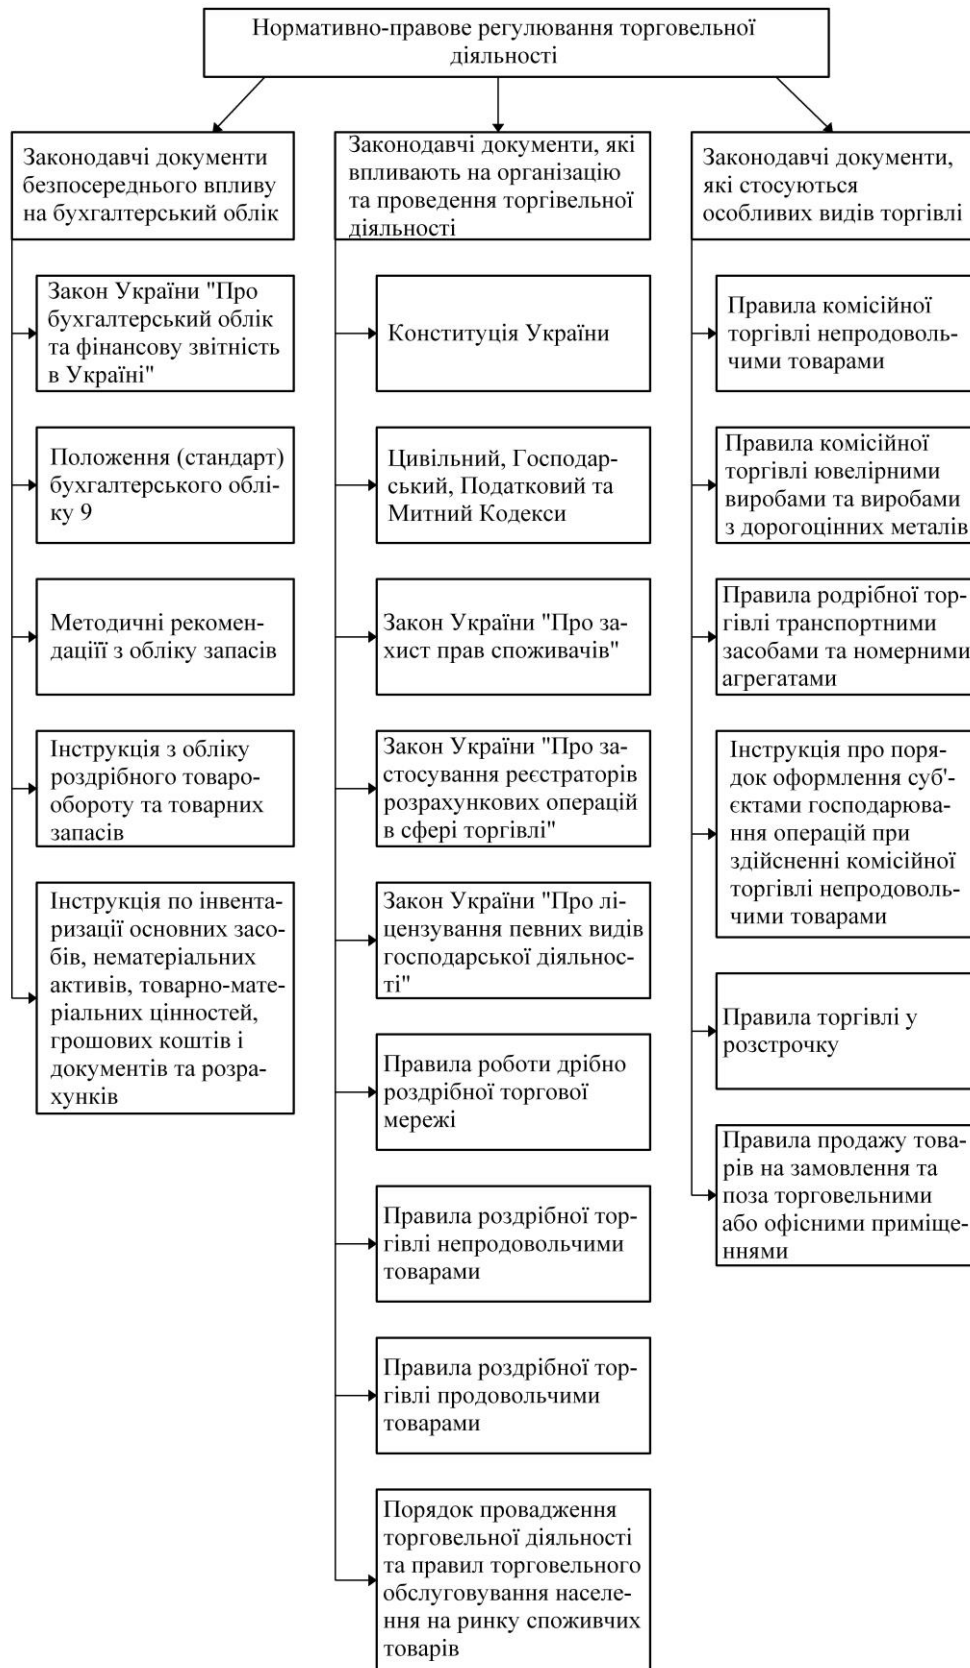 Нормативно-правове регулювання торговельної
діяльності
Законодавчі документи
безпосереднього впливу
на бухгалтерський облік
Закон України "Про
бухгалтерський облік
та фінансову звітність
в Україні"
Положення (стандарт)
бухгалтерського облі-
ку 9
Методичні рекомен-
даціїї з обліку запасів
Інструкція з обліку
роздрібного товаро-
обороту та товарних
запасів
Інструкція по інвента-
ризації основних засо-
бів, нематеріальних
активів, товарно-мате-
ріальних цінностей,
грошових коштів і
документів та розра-
хунків
Законодавчі документи, які
впливають на організацію
та проведення торгівельної
діяльності
Конституція України
Цивільний, Господар-
ський, Податковий та
Митний Кодекси
Закон України "Про за-
хист прав споживачів"
Закон України "Про за-
стосування реєстраторів
розрахункових операцій
в сфері торгівлі"
Закон України "Про лі-
цензування певних видів
господарської діяльнос-
ті"
Правила роботи дрібно
роздрібної торгової
мережі
Правила роздрібної тор-
гівлі непродовольчими
товарами
Правила роздрібної тор-
гівлі продовольчими
товарами
Порядок провадження
торговельної діяльності
та правил торговельного
обслуговування населе-
ння на ринку споживчих
товарів
Законодавчі документи,
які стосуються
особливих видів торгівлі
Правила комісійної
торгівлі непродоволь-
чими товарами
Правила комісійної
торгівлі ювелірними
виробами та виробами
з дорогоцінних металів
Правила родрібної тор-
гівлі транспортними
засобами та номерними
агрегатами
Інструкція про поря-
док оформлення суб'-
єктами господарюва-
ння операцій при
здійсненні комісійної
торгівлі непродоволь-
чими товарами
Правила торгівлі у
розстрочку
Правила продажу това-
рів на замовлення та
поза торговельними
або офісними приміще-
ннями